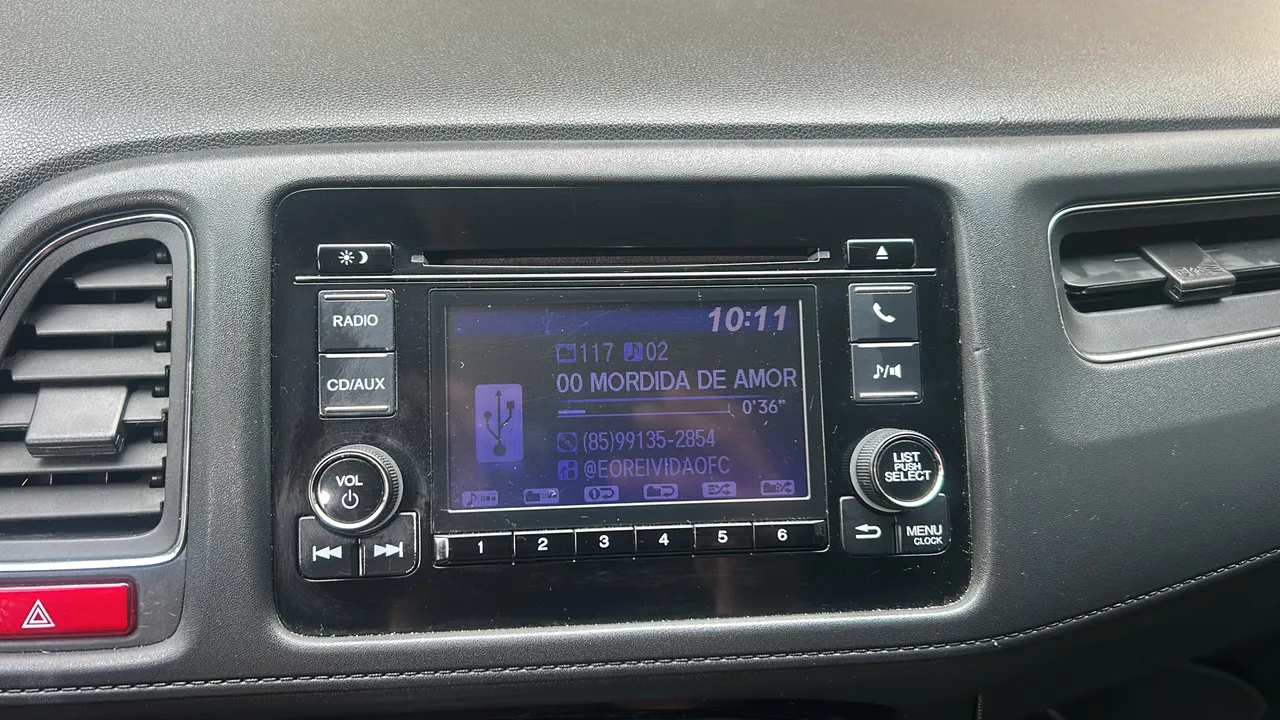 RADIO
CD/AUX
VOL
10:11
117 02
00 MORDIDA DE AMOR
0'36"
(85)99135-2854
@EOREIVIDAOFC
1 2 3 4 5 6
LIST
PUSH
SELECT
MENU
CLOCK